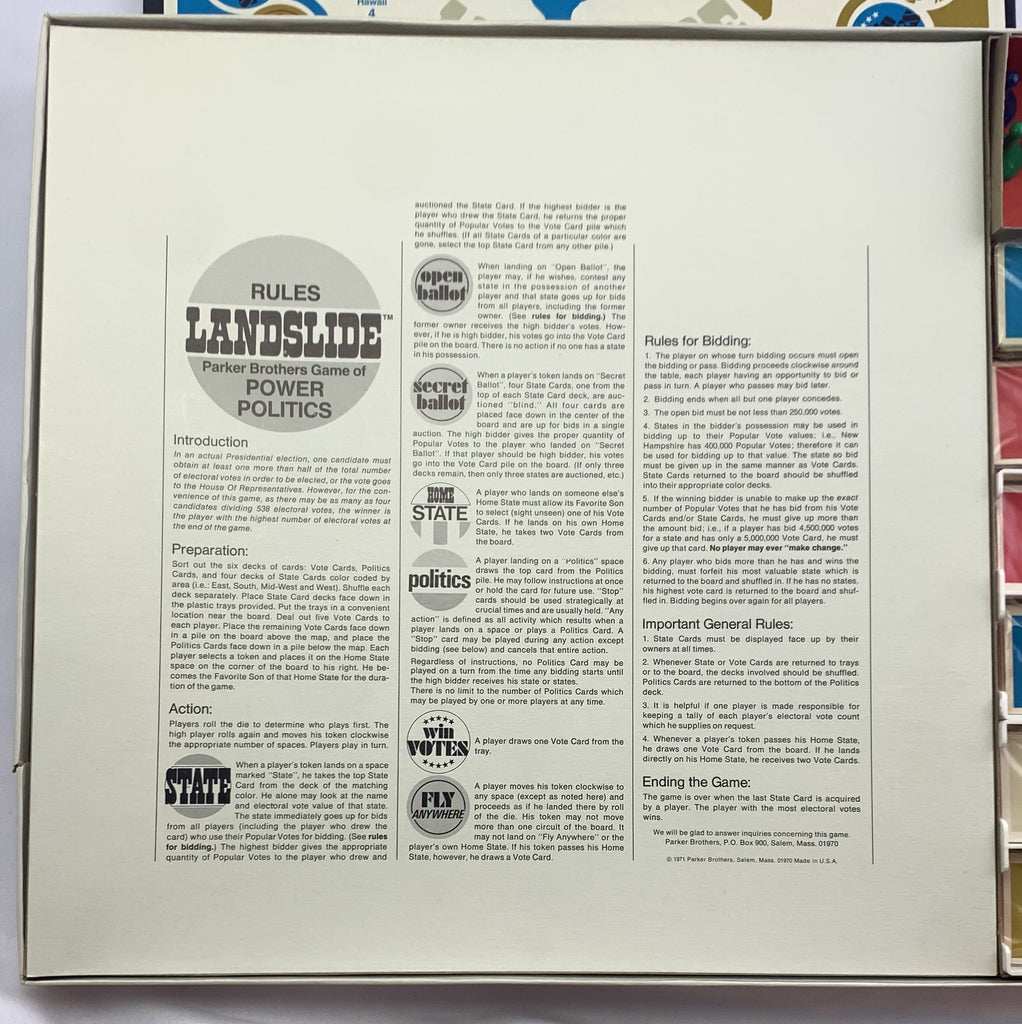 Hawaii
4
RULES
LANDSLIDE™
Parker Brothers Game of
POWER
POLITICS
Introduction
In an actual Presidential election, one candidate must
obtain at least one more than half of the total number
of electoral votes in order to be elected, or the vote goes
to the House Of Representatives. However, for the con-
venience of this game, as there may be as many as four
candidates dividing 538 electoral votes, the winner is
the player with the highest number of electoral votes at
the end of the game.
Preparation:
Sort out the six decks of cards: Vote Cards, Politics
Cards, and four decks of State Cards color coded by
area (i.e.: East, South, Mid-West and West). Shuffle each
deck separately. Place State Card decks face down in
the plastic trays provided. Put the trays in a convenient
location near the board. Deal out five Vote Cards to
each player. Place the remaining Vote Cards face down
in a pile on the board above the map, and place the
Politics Cards face down in a pile below the map. Each
player selects a token and places it on the Home State
space on the corner of the board to his right. He be-
comes the Favorite Son of that Home State for the dura-
tion of the game.
Action:
Players roll the die to determine who plays first. The
high player rolls again and moves his token clockwise
the appropriate number of spaces. Players play in turn.
STATE
When a player's token lands on a space
marked "State", he takes the top State
Card from the deck of the matching
color. He alone may look at the name
and electoral vote value of that state.
The state immediately goes up for bids
from all players (including the player who drew the
card) who use their Popular Votes for bidding. (See rules
for bidding.) The highest bidder gives the appropriate
quantity of Popular Votes to the player who drew and
auctioned the State Card. If the highest bidder is the
player who drew the State Card, he returns the proper
quantity of Popular Votes to the Vote Card pile which
he shuffles. (If all State Cards of a particular color are
gone, select the top State Card from any other pile.)
open
ballot
When landing on "Open Ballot", the
player may, if he wishes, contest any
state in the possession of another
player and that state goes up for bids
from all players, including the former
owner. (See rules for bidding.) The
former owner receives the high bidder's votes. How-
ever, if he is high bidder, his votes go into the Vote Card
pile on the board. There is no action if no one has a state
in his possession.
secret
ballot
When a player's token lands on "Secret
Ballot", four State Cards, one from the
top of each State Card deck, are auc-
tioned "blind." All four cards are
placed face down in the center of the
board and are up for bids in a single
auction. The high bidder gives the proper quantity of
Popular Votes to the player who landed on "Secret
Ballot". If that player should be high bidder, his votes
go into the Vote Card pile on the board. (If only three
decks remain, then only three states are auctioned, etc.)
HOME
STATE
A player who lands on someone else's
Home State must allow its Favorite Son
to select (sight unseen) one of his Vote
Cards. If he lands on his own Home
State, he takes two Vote Cards from
the board.
politics
A player landing on a "Politics" space
draws the top card from the Politics
pile. He may follow instructions at once
or hold the card for future use. "Stop"
cards should be used strategically at
crucial times and are usually held. "Any
action" is defined as all activity which results when a
player lands on a space or plays a Politics Card. A
"Stop" card may be played during any action except
bidding (see below) and cancels that entire action.
Regardless of instructions, no Politics Card may be
played on a turn from the time any bidding starts until
the high bidder receives his state or states.
There is no limit to the number of Politics Cards which
may be played by one or more players at any time.
win
VOTES
A player draws one Vote Card from the
tray.
FLY
ANYWHERE
A player moves his token clockwise to
any space (except as noted here) and
proceeds as if he landed there by roll
of the die. His token may not move
more than one circuit of the board. It
may not land on "Fly Anywhere" or the
player's own Home State. If his token passes his Home
State, however, he draws a Vote Card.
Rules for Bidding:
1. The player on whose turn bidding occurs must open
the bidding or pass. Bidding proceeds clockwise around
the table, each player having an opportunity to bid or
pass in turn. A player who passes may bid later.
2. Bidding ends when all but one player concedes.
3. The open bid must be not less than 250,000 votes.
4. States in the bidder's possession may be used in
bidding up to their Popular Vote values; i.e., New
Hampshire has 400,000 Popular Votes; therefore it can
be used for bidding up to that value. The state so bid
must be given up in the same manner as Vote Cards.
State Cards returned to the board should be shuffled
into their appropriate color decks.
5. If the winning bidder is unable to make up the exact
number of Popular Votes that he has bid from his Vote
Cards and/or State Cards, he must give up more than
the amount bid; i.e., if a player has bid 4,500,000 votes
for a state and has only a 5,000,000 Vote Card, he must
give up that card. No player may ever "make change."
6. Any player who bids more than he has and wins the
bidding, must forfeit his most valuable state which is
returned to the board and shuffled in. If he has no states,
his highest vote card is returned to the board and shuf-
fled in. Bidding begins over again for all players.
Important General Rules:
1. State Cards must be displayed face up by their
owners at all times.
2. Whenever State or Vote Cards are returned to trays
or to the board, the decks involved should be shuffled.
Politics Cards are returned to the bottom of the Politics
deck.
3. It is helpful if one player is made responsible for
keeping a tally of each player's electoral vote count
which he supplies on request.
4. Whenever a player's token passes his Home State,
he draws one Vote Card from the board. If he lands
directly on his Home State, he receives two Vote Cards.
Ending the Game:
The game is over when the last State Card is acquired
by a player. The player with the most electoral votes
wins.
We will be glad to answer inquiries concerning this game.
Parker Brothers, P.O. Box 900, Salem, Mass. 01970
© 1971 Parker Brothers, Salem, Mass. 01970 Made in U.S.A.